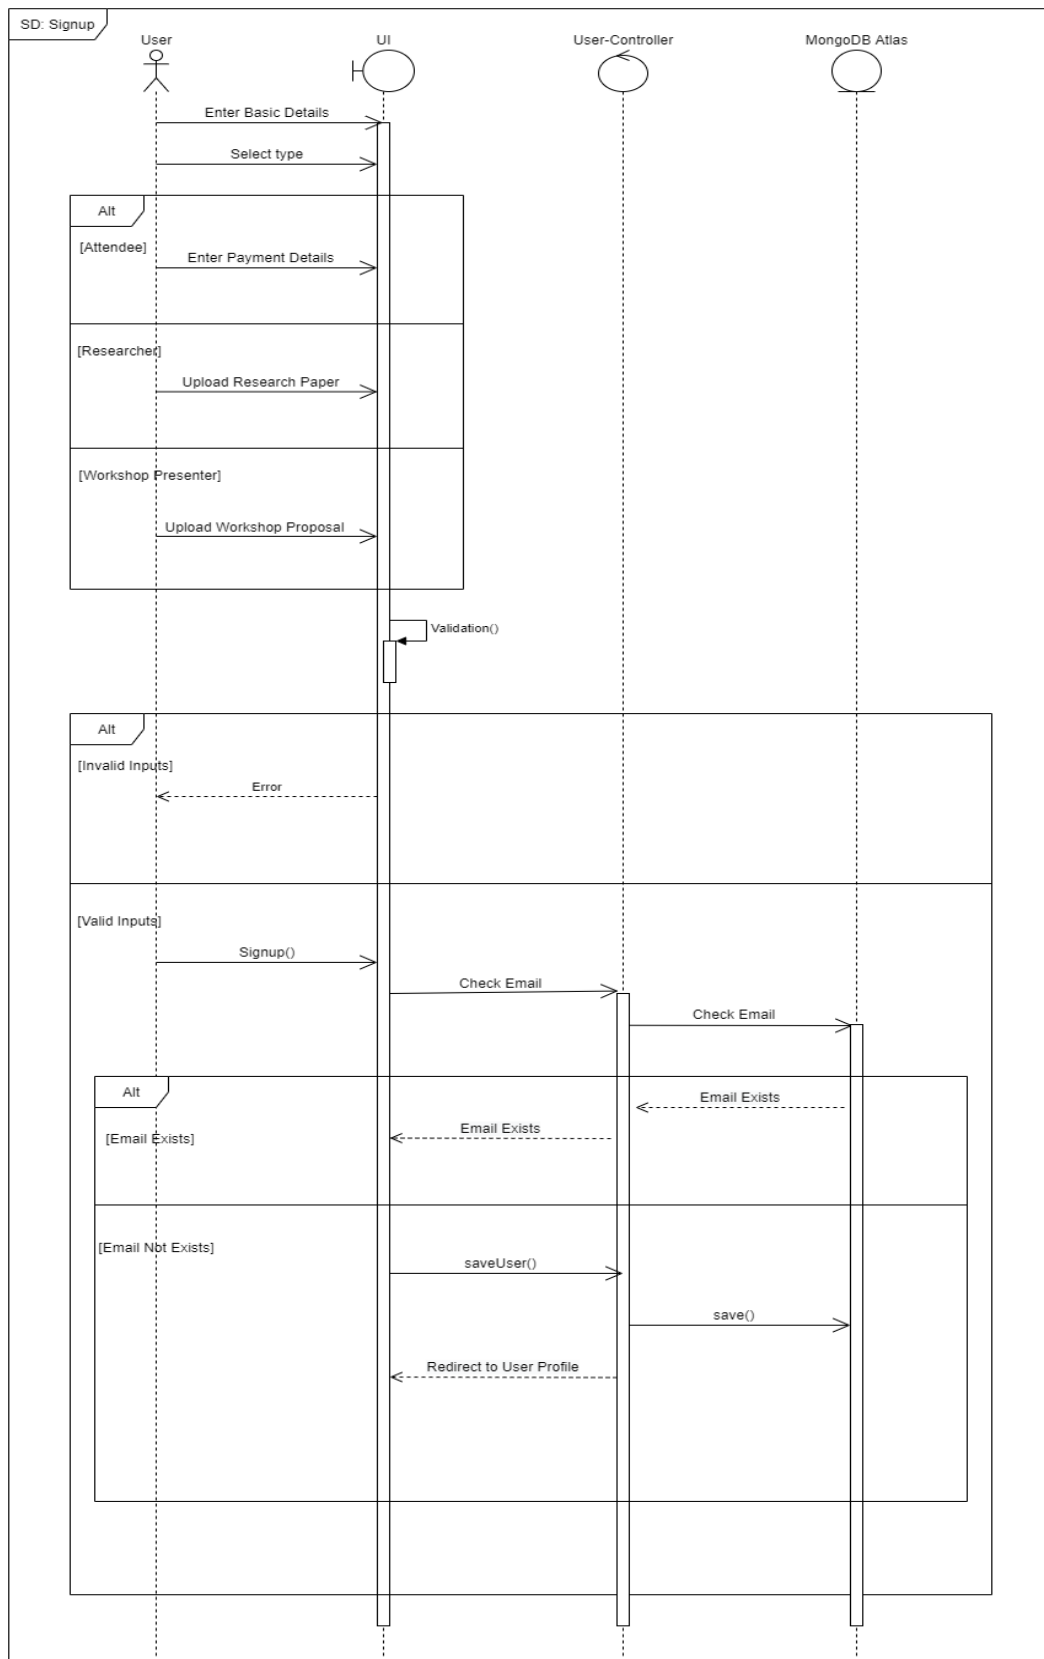 SD: Signup
User
UI
User-Controller
MongoDB Atlas
Enter Basic Details
Select type
Alt
[Attendee]
Enter Payment Details
[Researcher]
Upload Research Paper
[Workshop Presenter]
Upload Workshop Proposal
Validation()
Alt
[Invalid Inputs]
Error
[Valid Inputs]
Signup()
Check Email
Check Email
Alt
Email Exists
Email Exists
[Email Exists]
[Email Not Exists]
saveUser()
save()
Redirect to User Profile